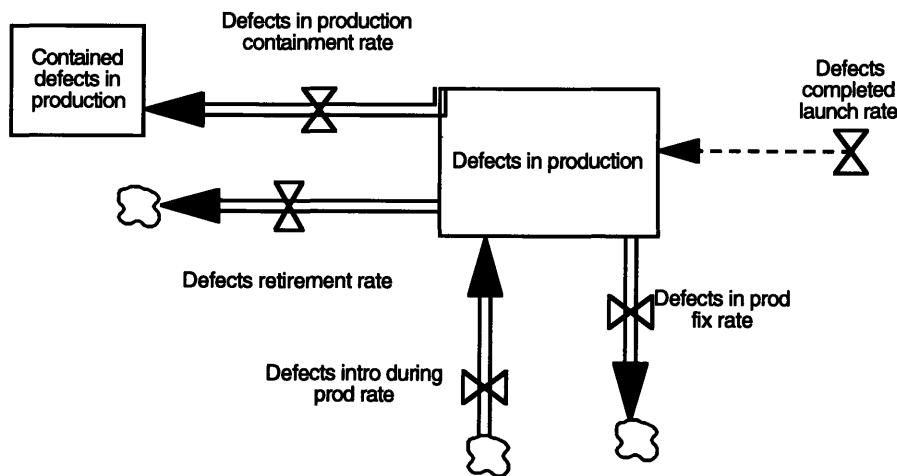 Defects in production
containment rate
Contained
defects in
production
Defects
completed
launch rate
Defects in production
Defects retirement rate
Defects in prod
fix rate
Defects intro during
prod rate